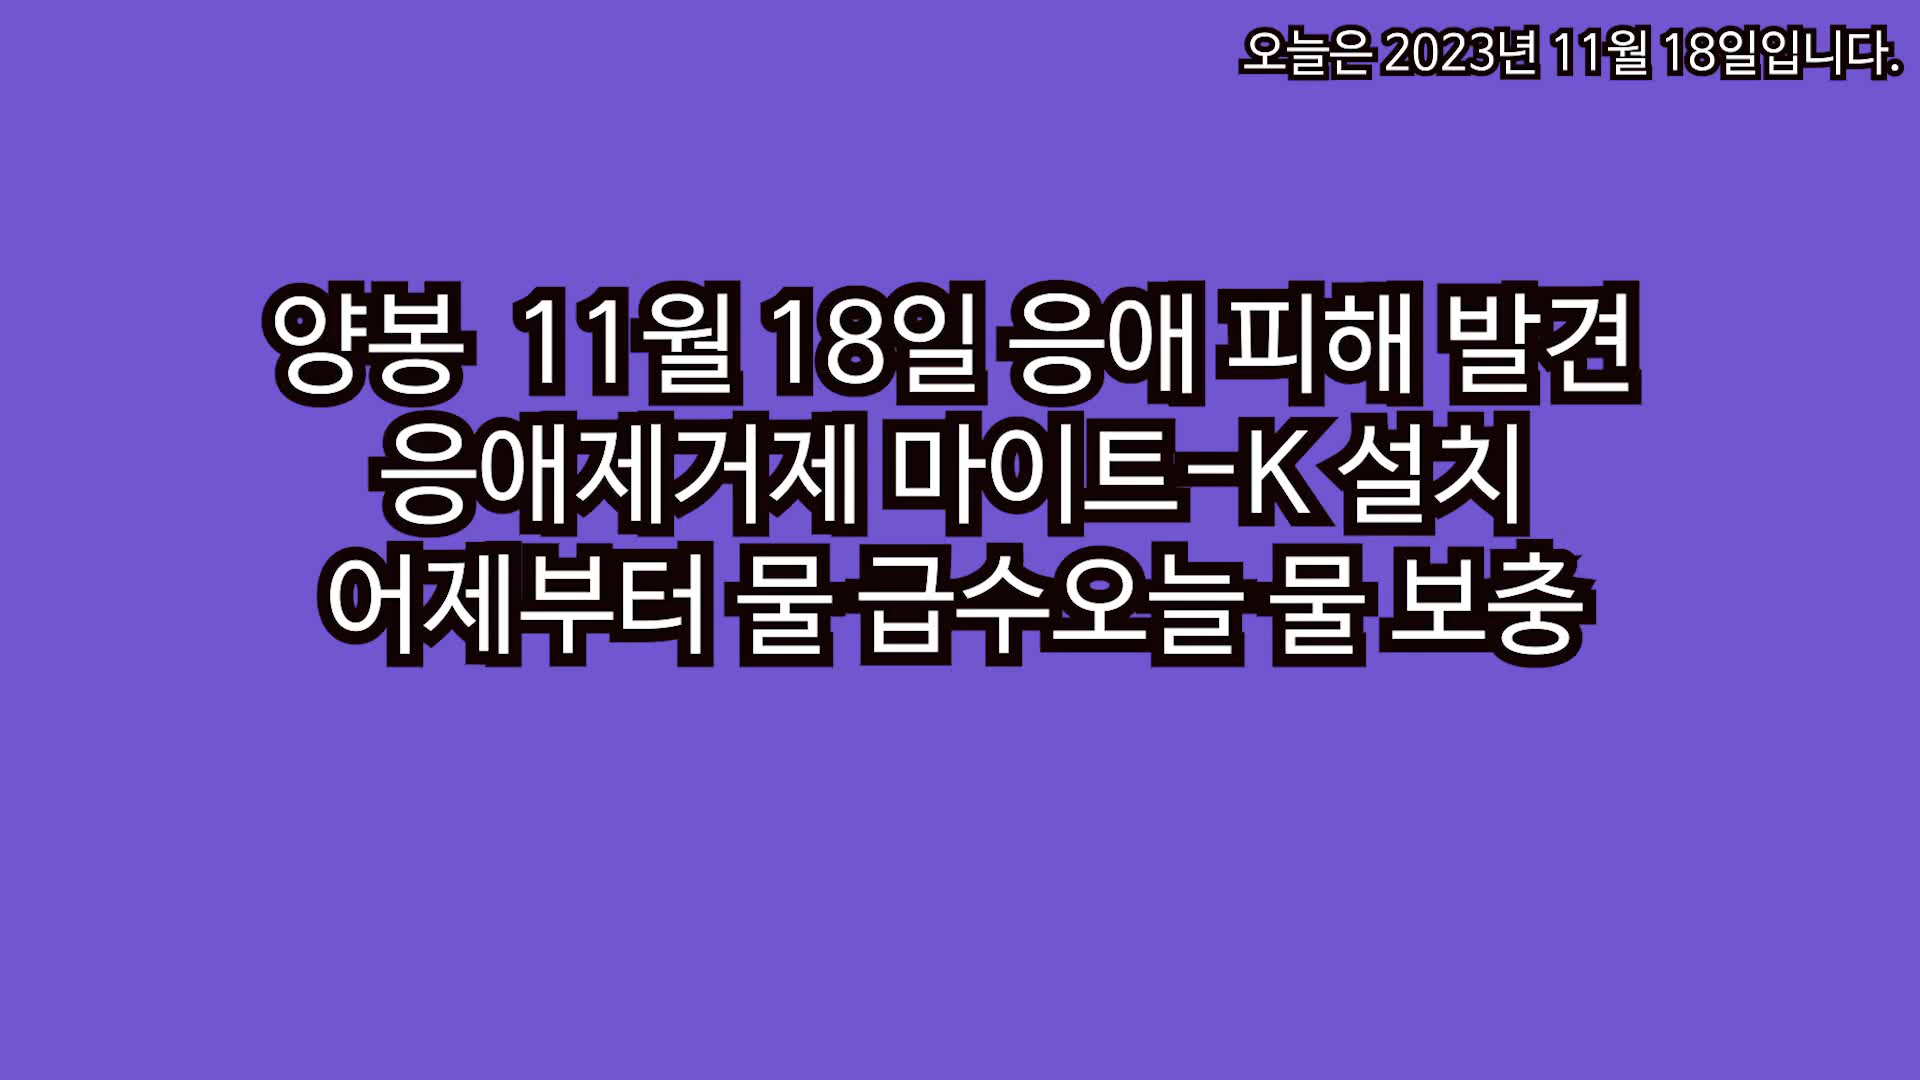 오늘은 2023년 11월 18일입니다.
양봉 11월 18일 응애 피해 발견
응애제거제 마이트-K 설치
어제부터 물 급수오늘 물 보충